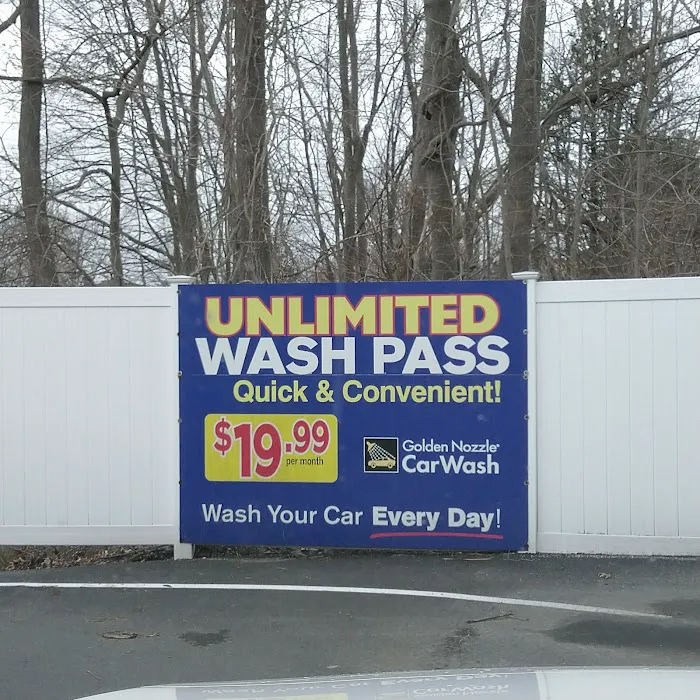 UNLIMITED
WASH PASS
Quick & Convenient!
$19.99
per month
Golden Nozzle
CarWash
Wash Your Car Every Day!